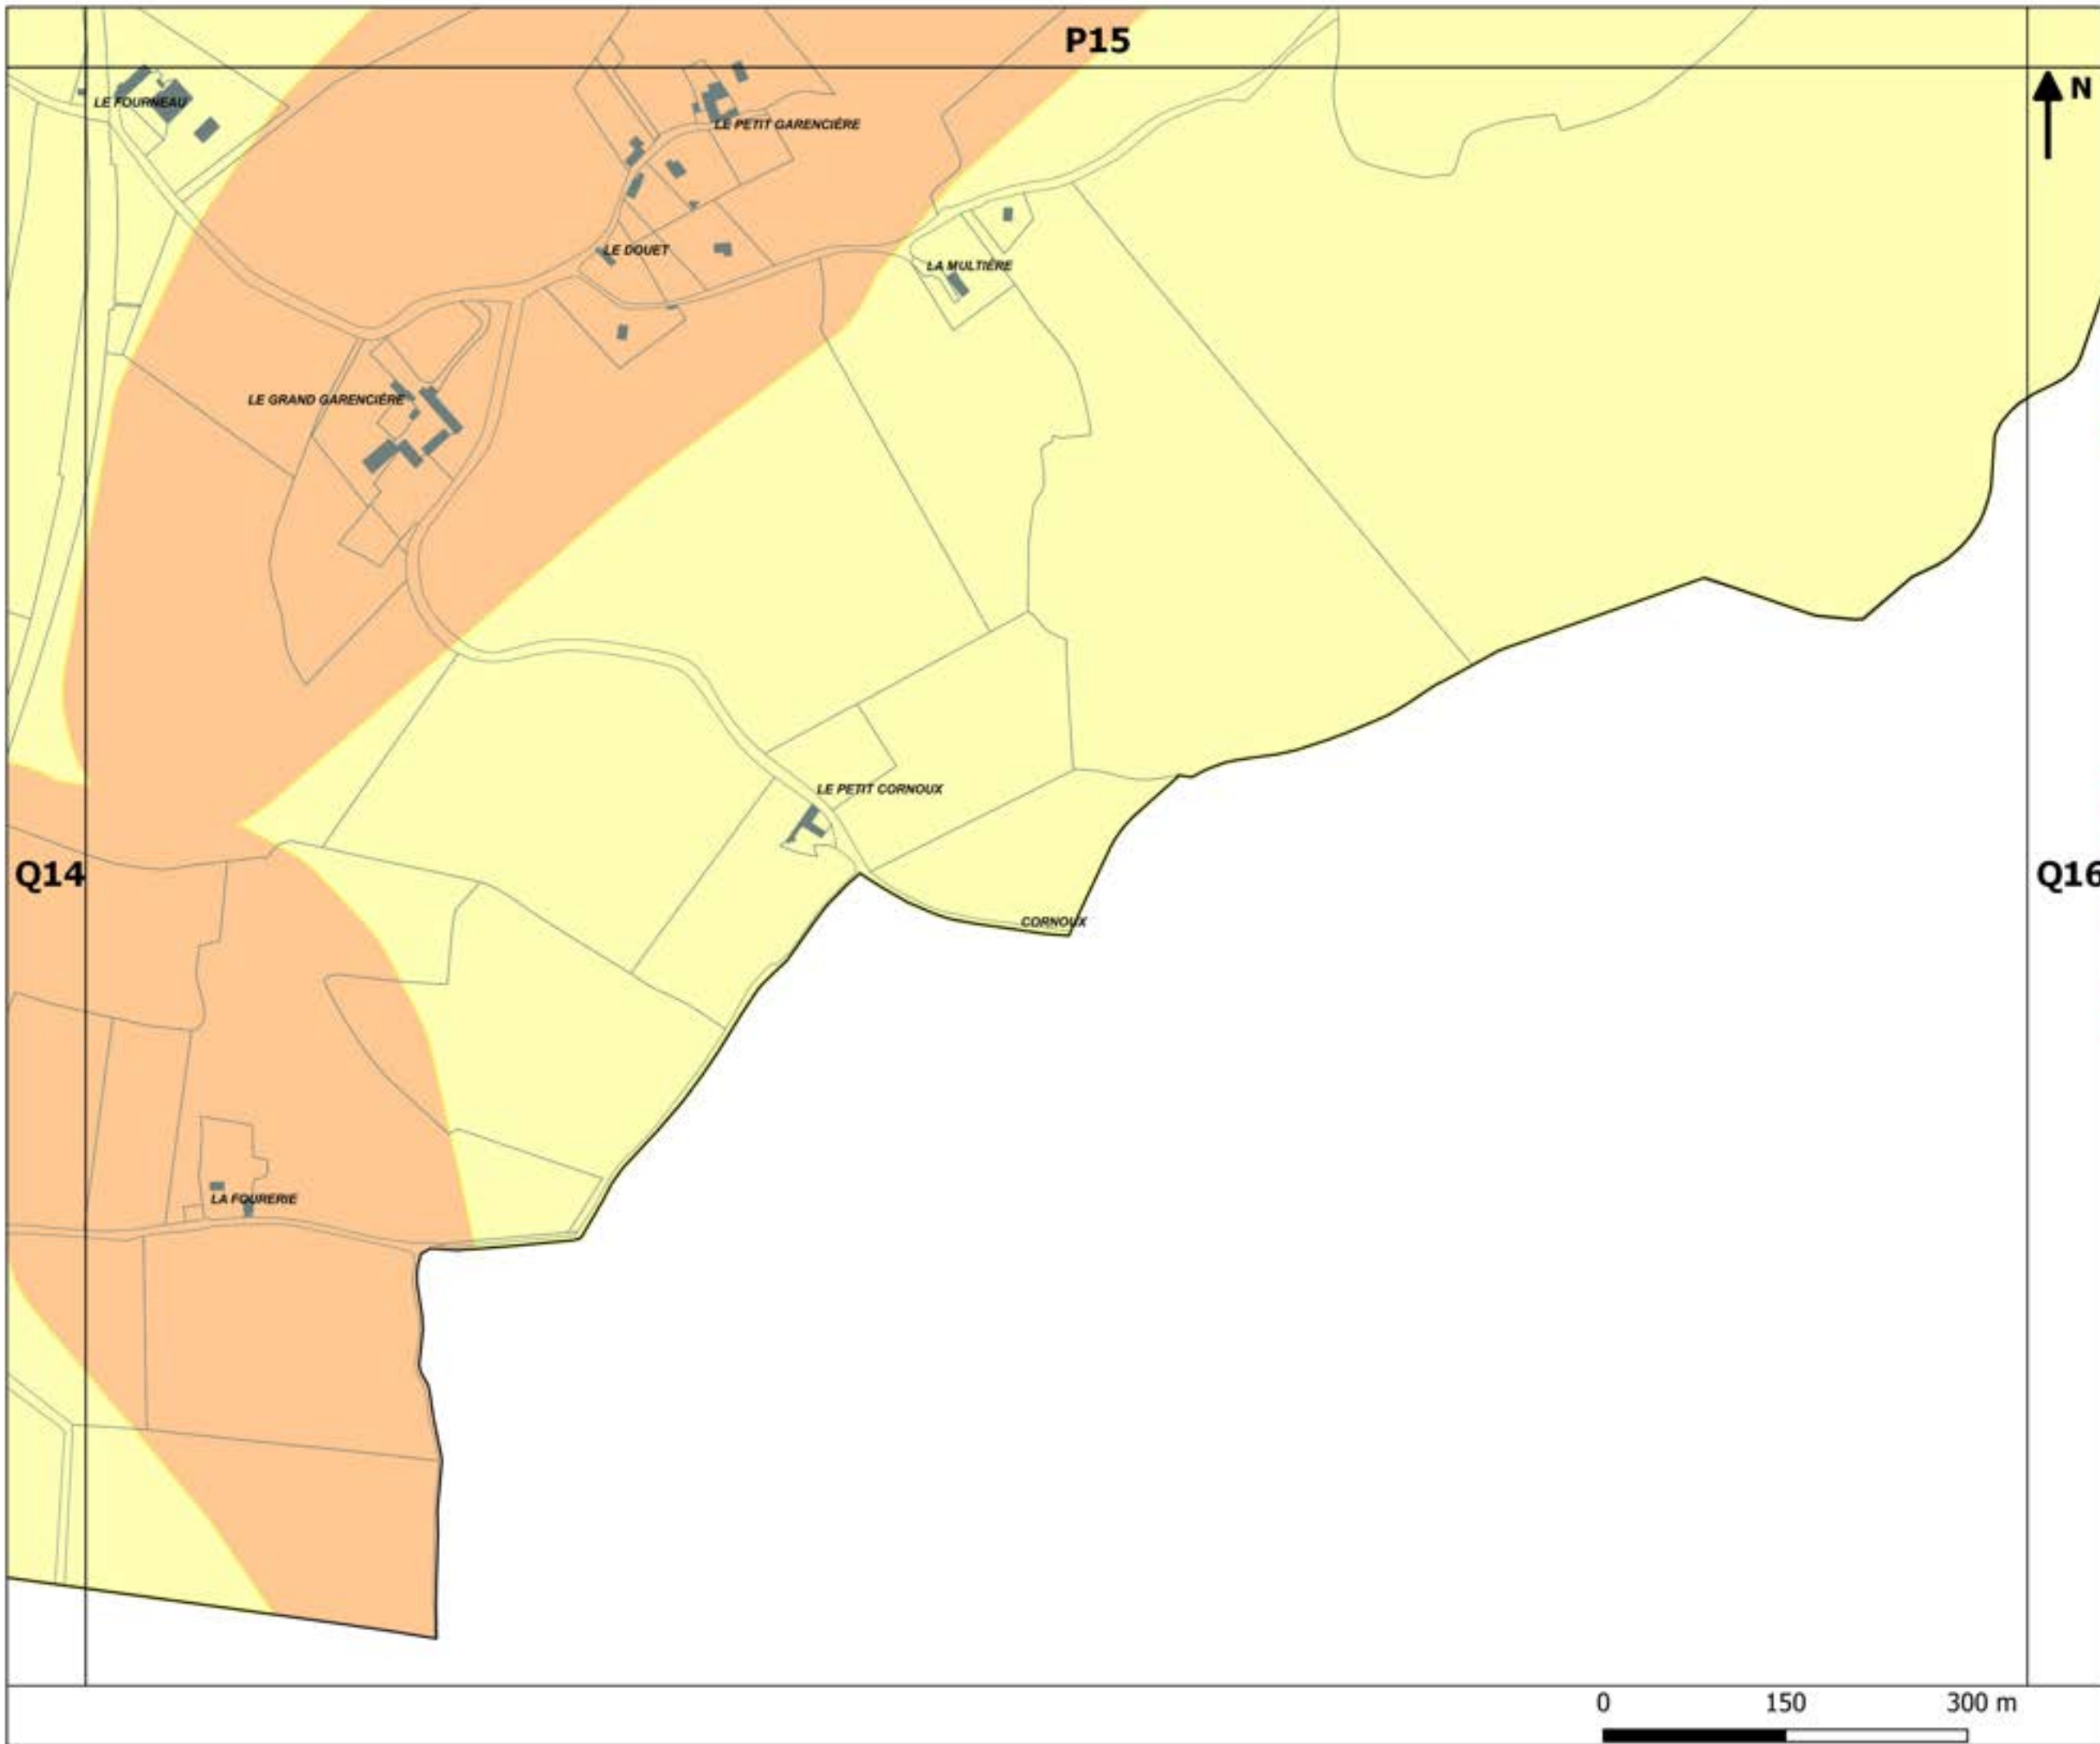 P15
N
LE FOURNEAU
LE PETIT GARENCIÈRE
LE DOUET
LA MULTIÈRE
LE GRAND GARENCIÈRE
LE PETIT CORNOUX
Q14
Q16
CORNOUX
LA FOURERIE
0 150 300 m